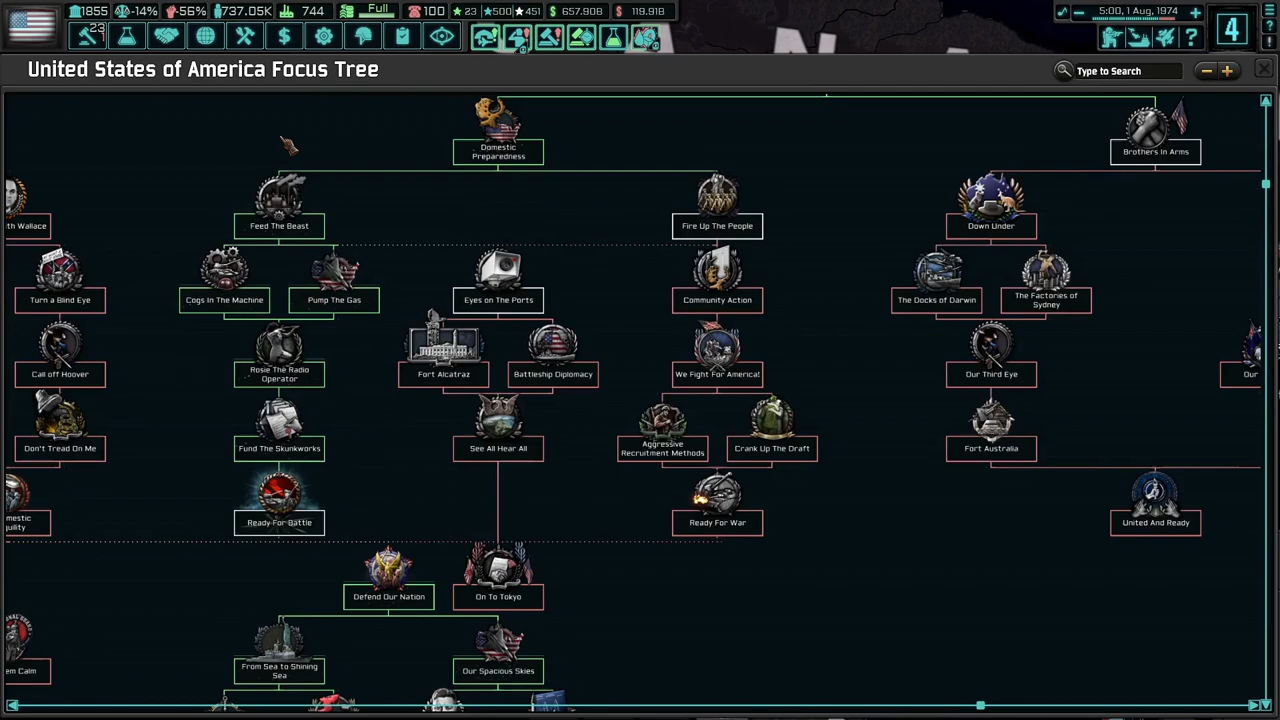 1855 -14% -56% 737.05K 744 Full 100 23 500 451 657.908 119.918 5:00, 1 Aug, 1974
23
4
United States of America Focus Tree
Type to Search
Domestic
Preparedness
Brothers In Arms
th Wallace
Feed The Beast
Fire Up The People
Down Under
Turn a Blind Eye
Cogs In The Machine
Pump The Gas
Eyes on The Ports
Community Action
The Docks of Darwin
The Factories of
Sydney
Call off Hoover
Rosie The Radio
Operator
Fort Alcatraz
Battleship Diplomacy
We Fight For America!
Our Third Eye
Our
Don't Tread On Me
Fund The Skunkworks
See All Hear All
Aggressive
Recruitment Methods
Crank Up The Draft
Fort Australia
mestic
quility
Ready For Battle
Ready For War
United And Ready
Defend Our Nation
On To Tokyo
em Calm
From Sea to Shining
Sea
Our Spacious Skies